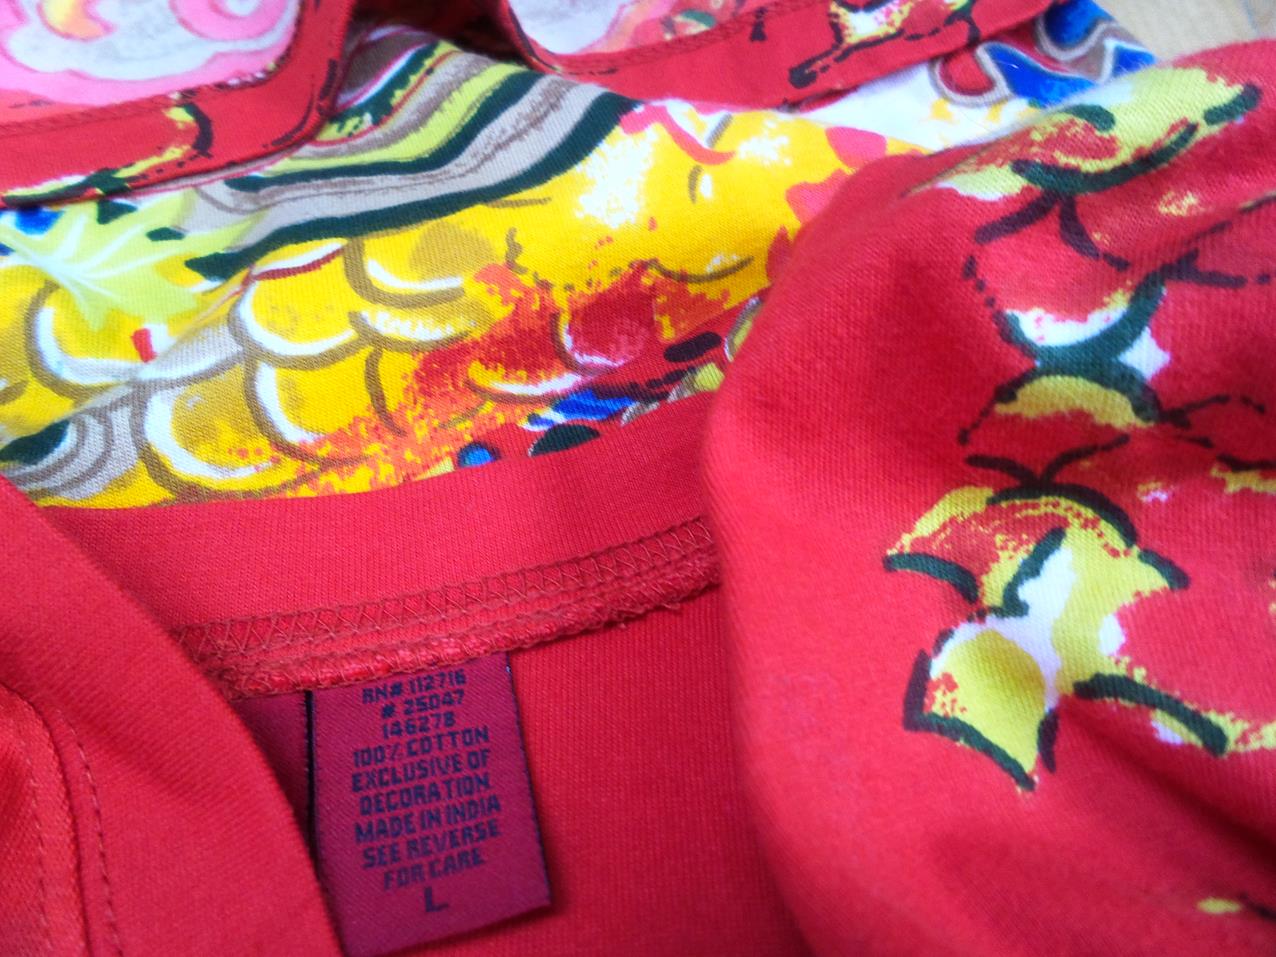 RN# 112716
# 25047
146278
100% COTTON
EXCLUSIVE OF
DECORATION
MADE IN INDIA
SEE REVERSE
FOR CARE
L